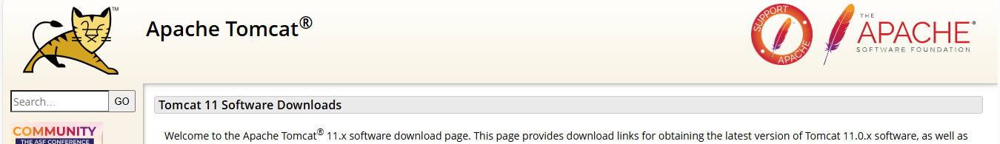 TM
Apache Tomcat®
SUPPORT APACHE
THE
APACHE®
SOFTWARE FOUNDATION
Search... GO
Tomcat 11 Software Downloads
COMMUNITY
THE ASF CONFERENCE
Welcome to the Apache Tomcat® 11.x software download page. This page provides download links for obtaining the latest version of Tomcat 11.0.x software, as well as